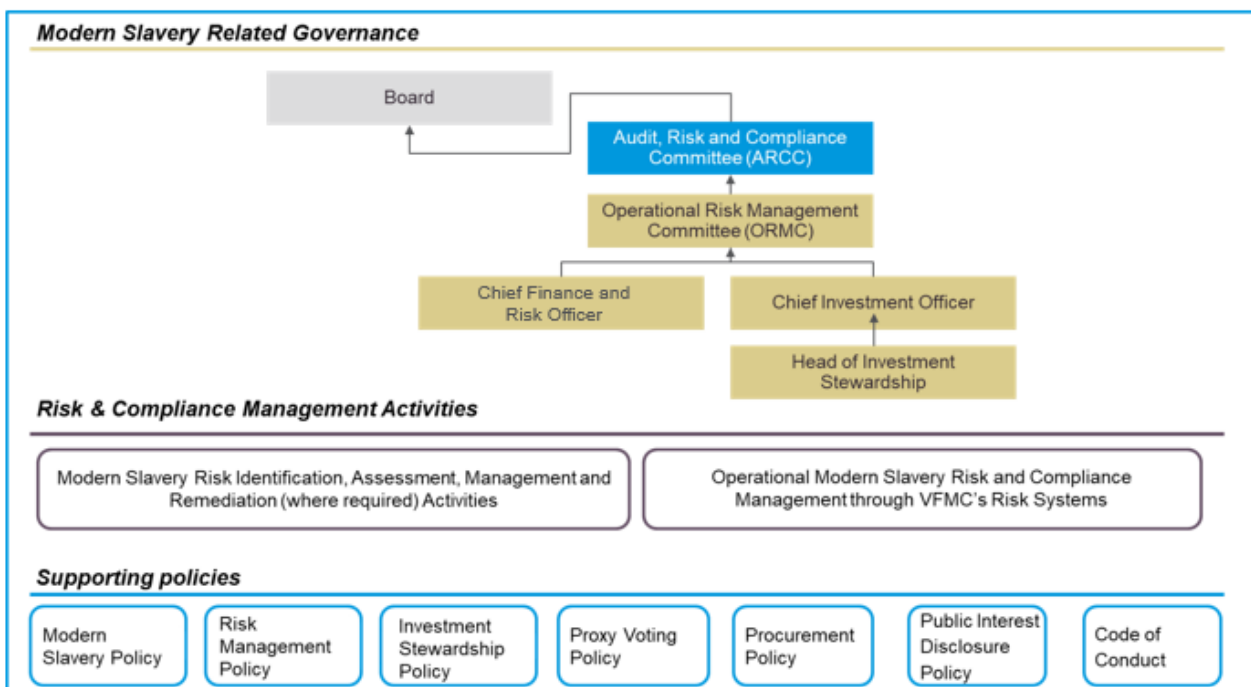 Modern Slavery Related Governance
Board
Audit, Risk and Compliance
Committee (ARCC)
Operational Risk Management
Committee (ORMC)
Chief Finance and
Risk Officer
Chief Investment Officer
Head of Investment
Stewardship
Risk & Compliance Management Activities
Modern Slavery Risk Identification, Assessment, Management and
Remediation (where required) Activities
Operational Modern Slavery Risk and Compliance
Management through VFMC's Risk Systems
Supporting policies
Modern
Slavery Policy
Risk
Management
Policy
Investment
Stewardship
Policy
Proxy Voting
Policy
Procurement
Policy
Public Interest
Disclosure
Policy
Code of
Conduct